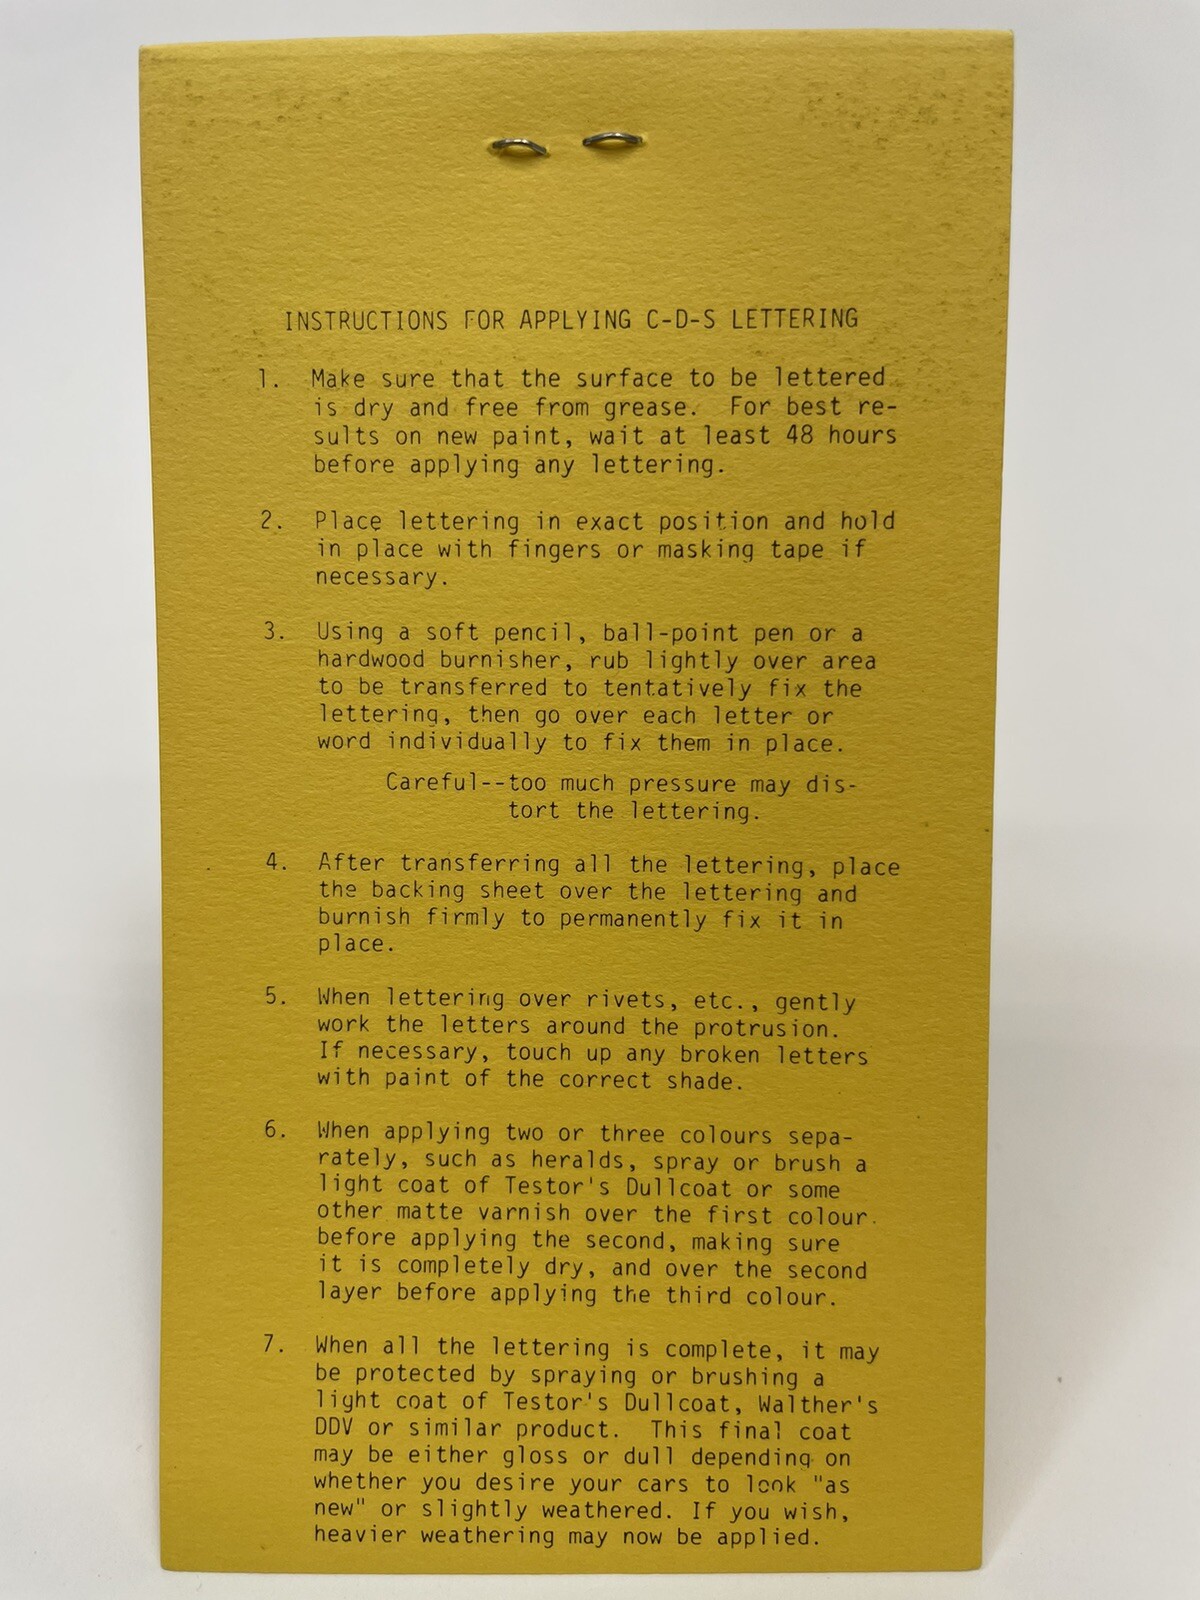 INSTRUCTIONS FOR APPLYING C-D-S LETTERING
1. Make sure that the surface to be lettered
is dry and free from grease. For best re-
sults on new paint, wait at least 48 hours
before applying any lettering.
2. Place lettering in exact position and hold
in place with fingers or masking tape if
necessary.
3. Using a soft pencil, ball-point pen or a
hardwood burnisher, rub lightly over area
to be transferred to tentatively fix the
lettering, then go over each letter or
word individually to fix them in place.
Careful--too much pressure may dis-
tort the lettering.
4. After transferring all the lettering, place
the backing sheet over the lettering and
burnish firmly to permanently fix it in
place.
5. When lettering over rivets, etc., gently
work the letters around the protrusion.
If necessary, touch up any broken letters
with paint of the correct shade.
6. When applying two or three colours sepa-
rately, such as heralds, spray or brush a
light coat of Testor's Dullcoat or some
other matte varnish over the first colour
before applying the second, making sure
it is completely dry, and over the second
layer before applying the third colour.
7. When all the lettering is complete, it may
be protected by spraying or brushing a
light coat of Testor's Dullcoat, Walther's
DDV or similar product. This final coat
may be either gloss or dull depending on
whether you desire your cars to look "as
new" or slightly weathered. If you wish,
heavier weathering may now be applied.